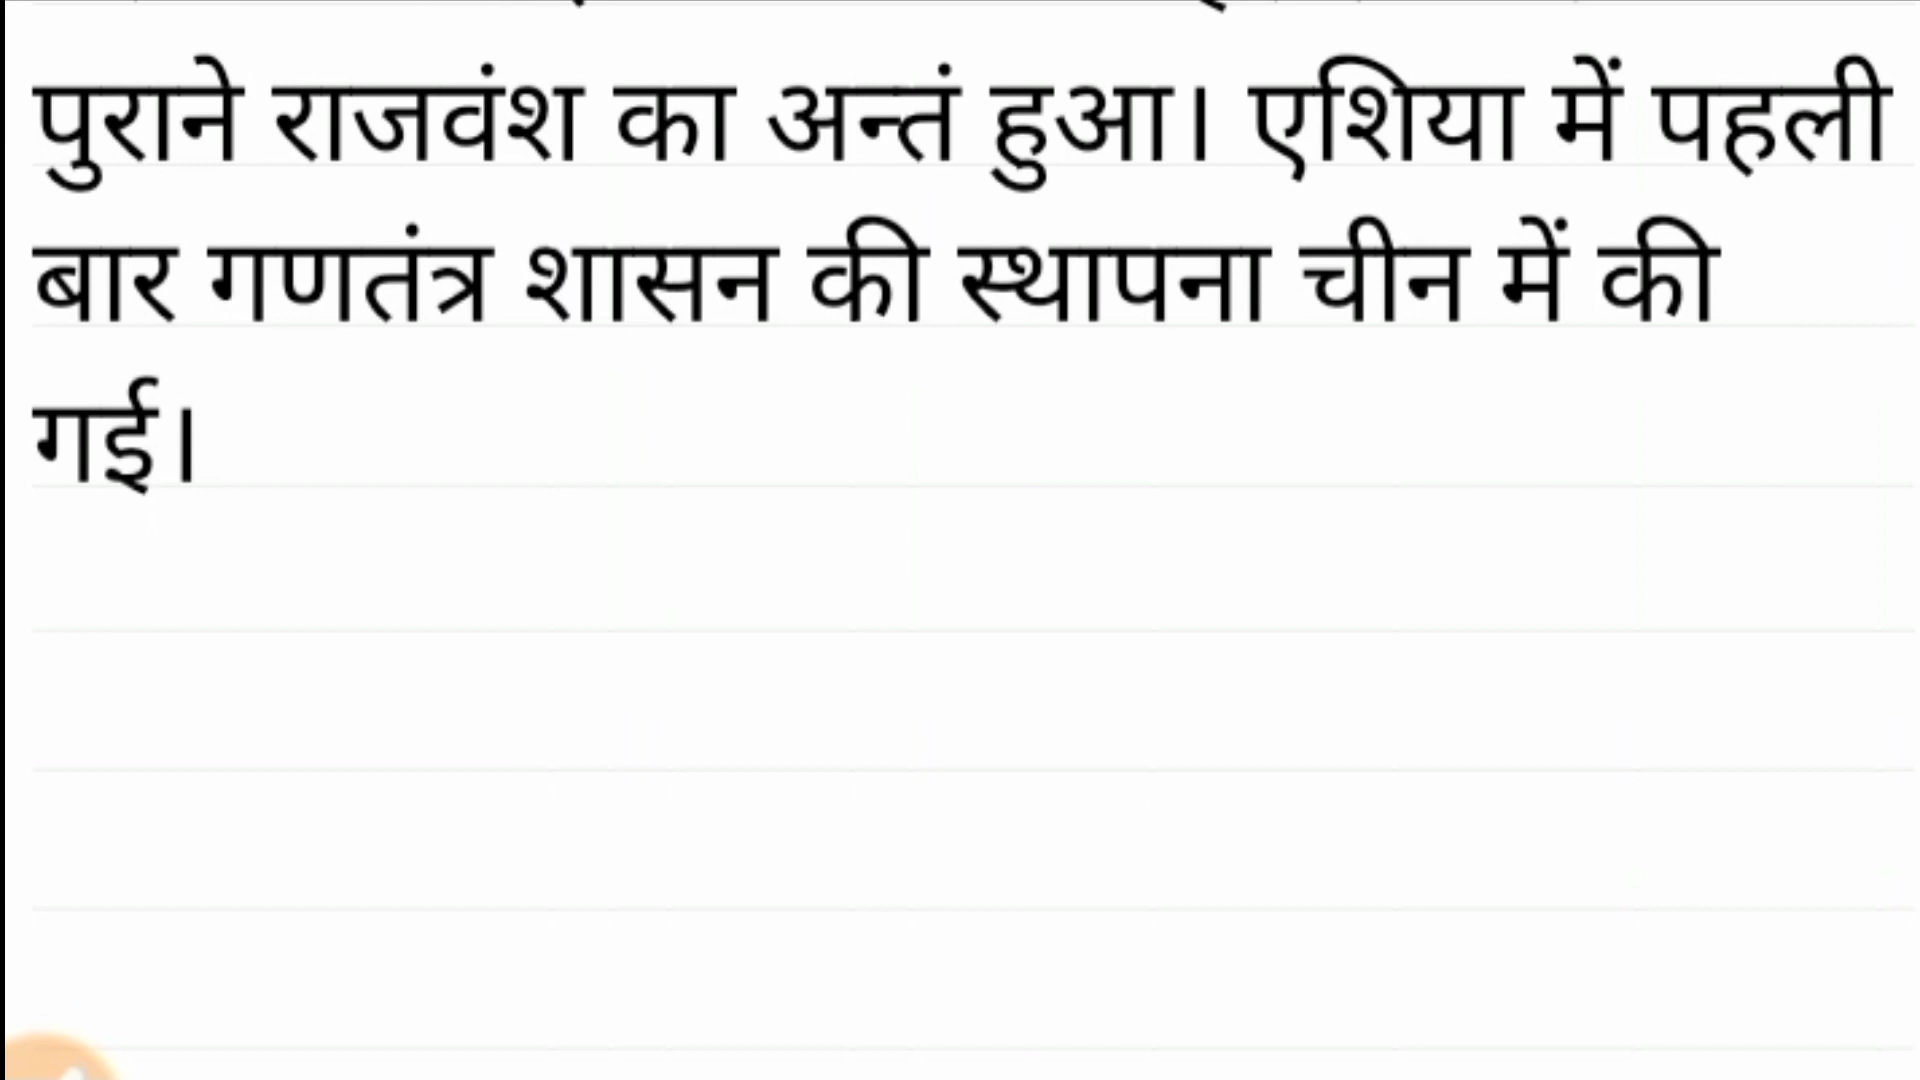 पुराने राजवंश का अन्तं हुआ। एशिया में पहली
बार गणतंत्र शासन की स्थापना चीन में की
गई।